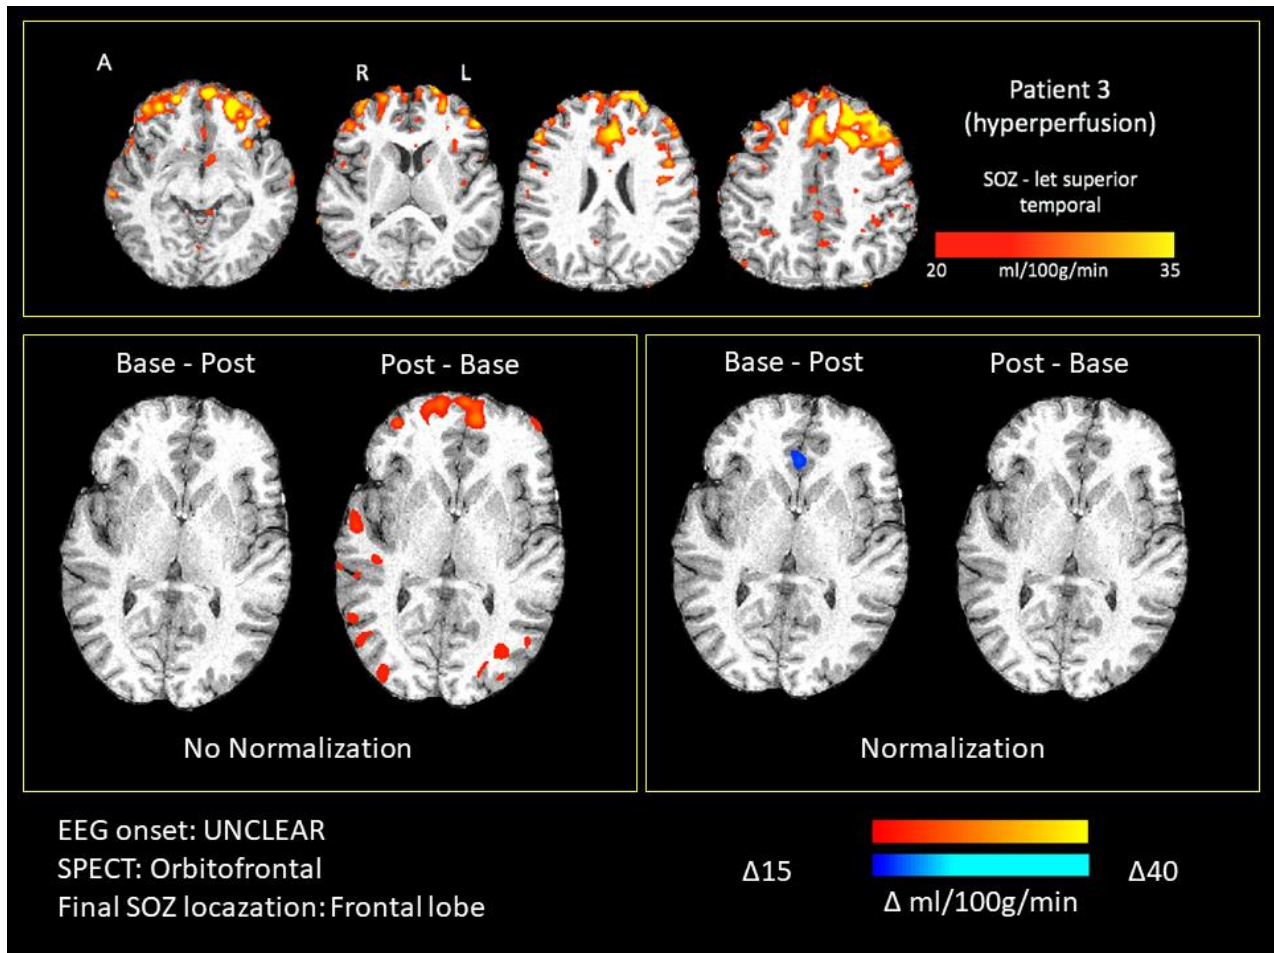 A
R
L
Patient 3
(hyperperfusion)
SOZ - let superior
temporal
20
ml/100g/min
35
Base - Post
Post - Base
No Normalization
Base - Post
Post - Base
Normalization
EEG onset: UNCLEAR
SPECT: Orbitofrontal
Final SOZ locazation: Frontal lobe
Δ15
Δ40
Δ ml/100g/min